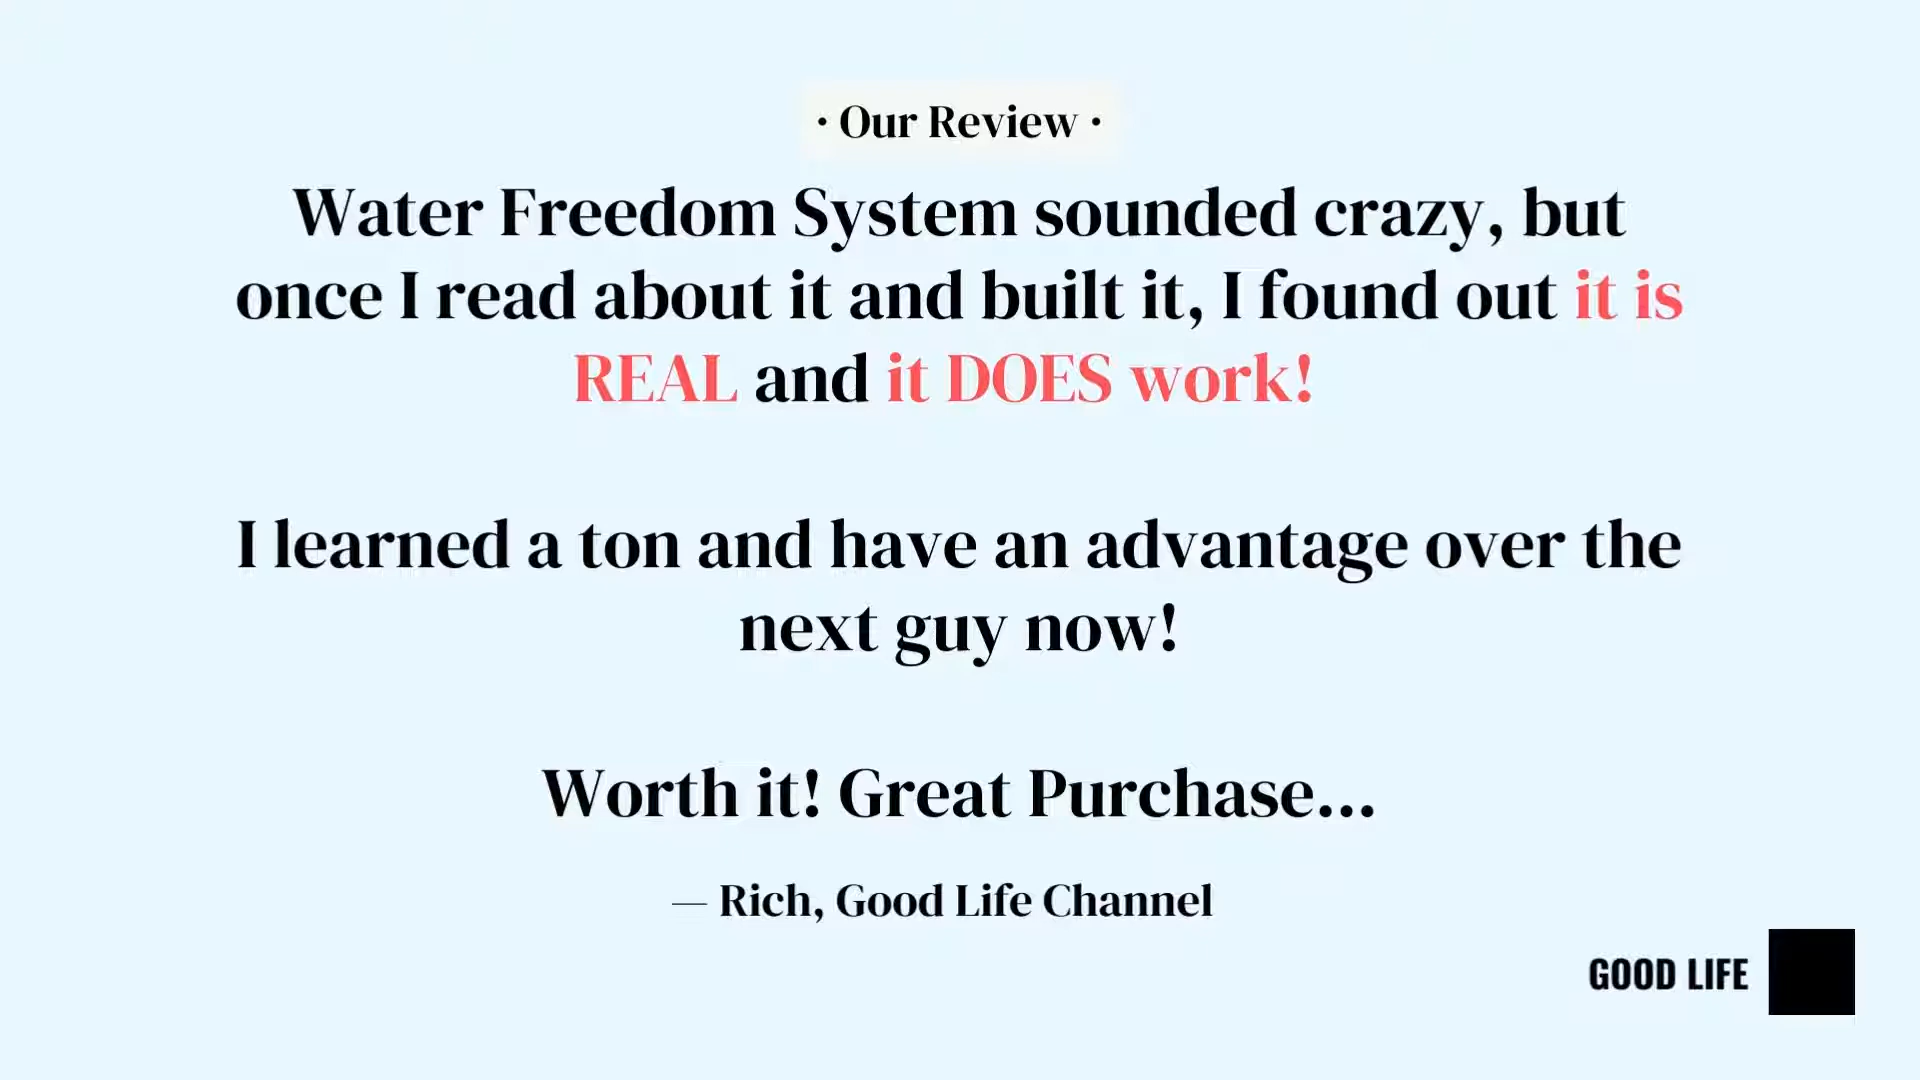 · Our Review ·
Water Freedom System sounded crazy, but
once I read about it and built it, I found out it is
REAL and it DOES work!
I learned a ton and have an advantage over the
next guy now!
Worth it! Great Purchase...
— Rich, Good Life Channel
GOOD LIFE